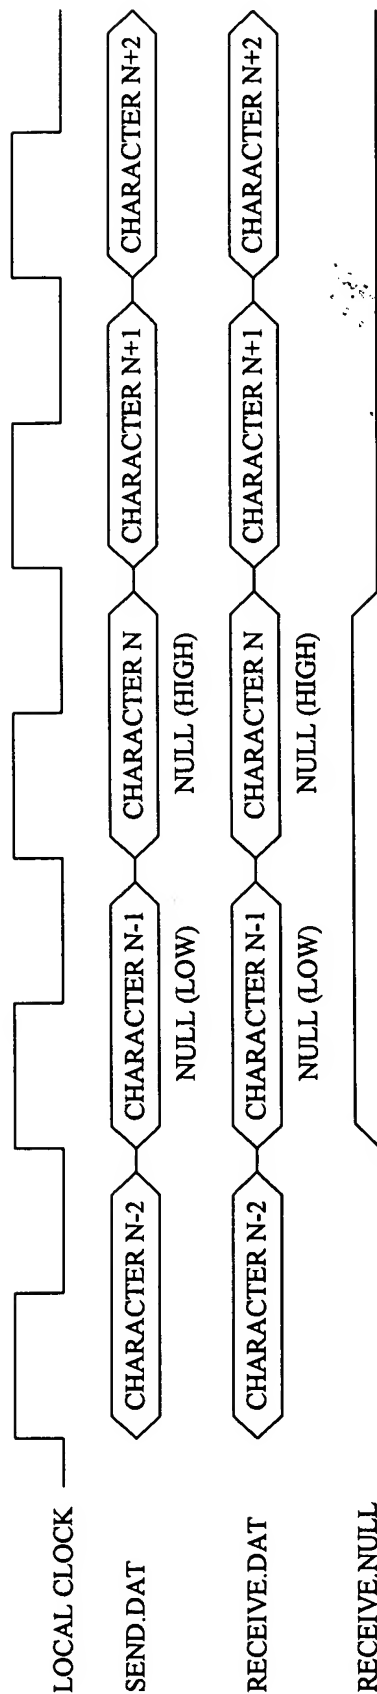 LOCAL CLOCK
SEND.DAT
CHARACTER N-2
CHARACTER N-1
CHARACTER N
CHARACTER N+1
CHARACTER N+2
NULL (LOW)
NULL (HIGH)
RECEIVE.DAT
CHARACTER N-2
CHARACTER N-1
CHARACTER N
CHARACTER N+1
CHARACTER N+2
NULL (LOW)
NULL (HIGH)
RECEIVE.NULL